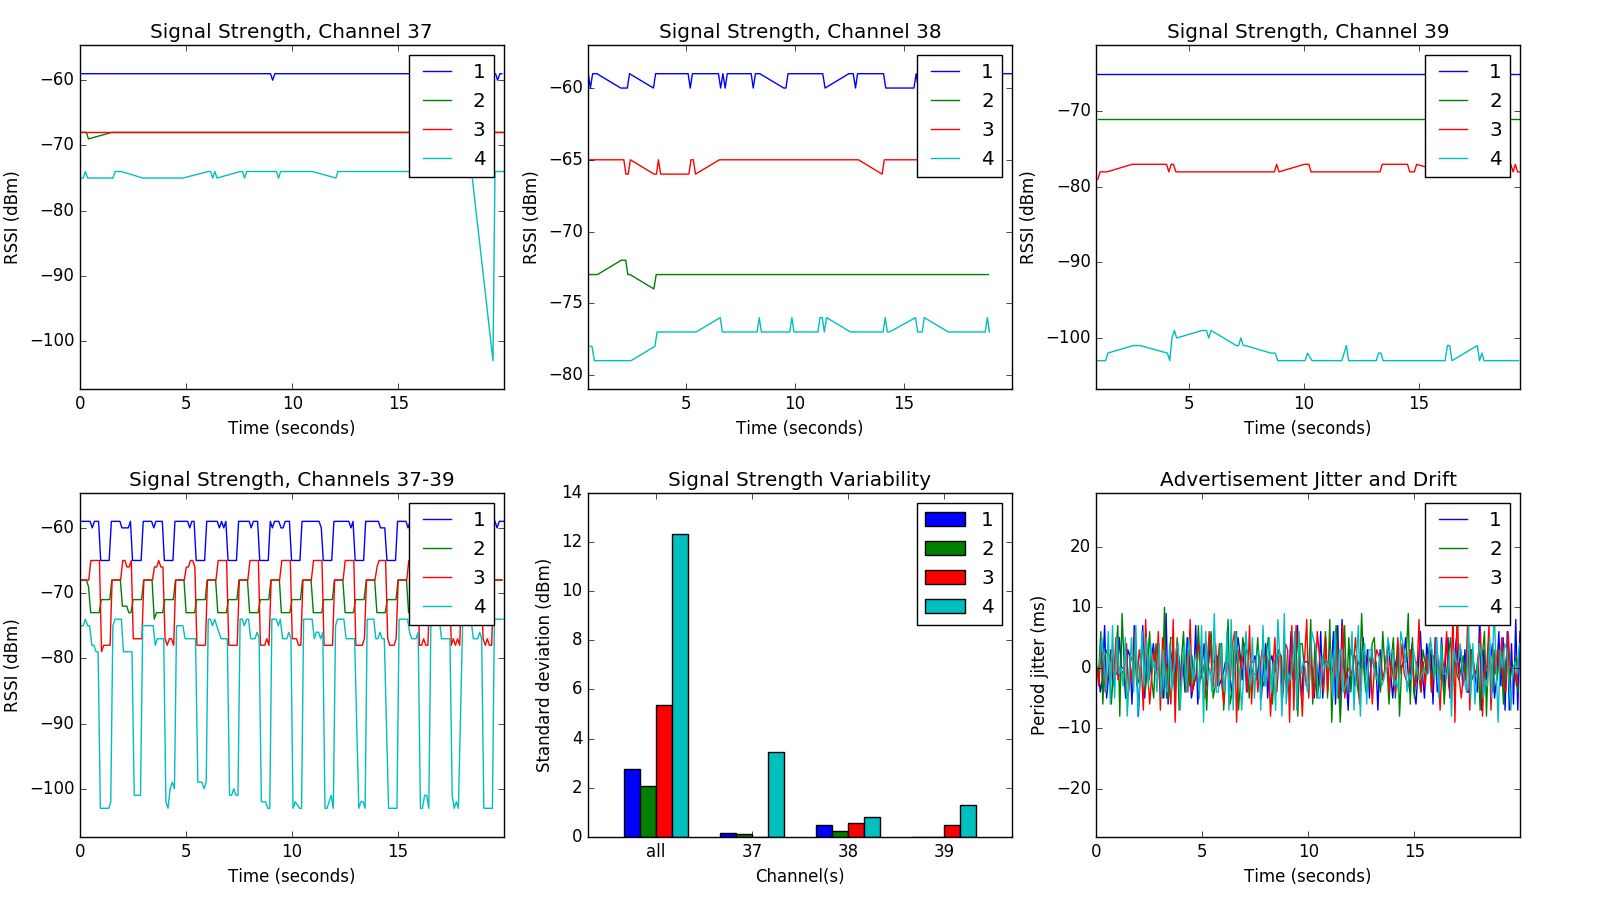 Signal Strength, Channel 37
RSSI (dBm)
−60
−70
−80
−90
−100
0 5 10 15
Time (seconds)
1
2
3
4
Signal Strength, Channel 38
RSSI (dBm)
−60
−65
−70
−75
−80
5 10 15
Time (seconds)
1
2
3
4
Signal Strength, Channel 39
RSSI (dBm)
−70
−80
−90
−100
5 10 15
Time (seconds)
1
2
3
4
Signal Strength, Channels 37-39
RSSI (dBm)
−60
−70
−80
−90
−100
0 5 10 15
Time (seconds)
1
2
3
4
Signal Strength Variability
Standard deviation (dBm)
14
12
10
8
6
4
2
0
all 37 38 39
Channel(s)
1
2
3
4
Advertisement Jitter and Drift
Period jitter (ms)
20
10
0
−10
−20
0 5 10 15
Time (seconds)
1
2
3
4